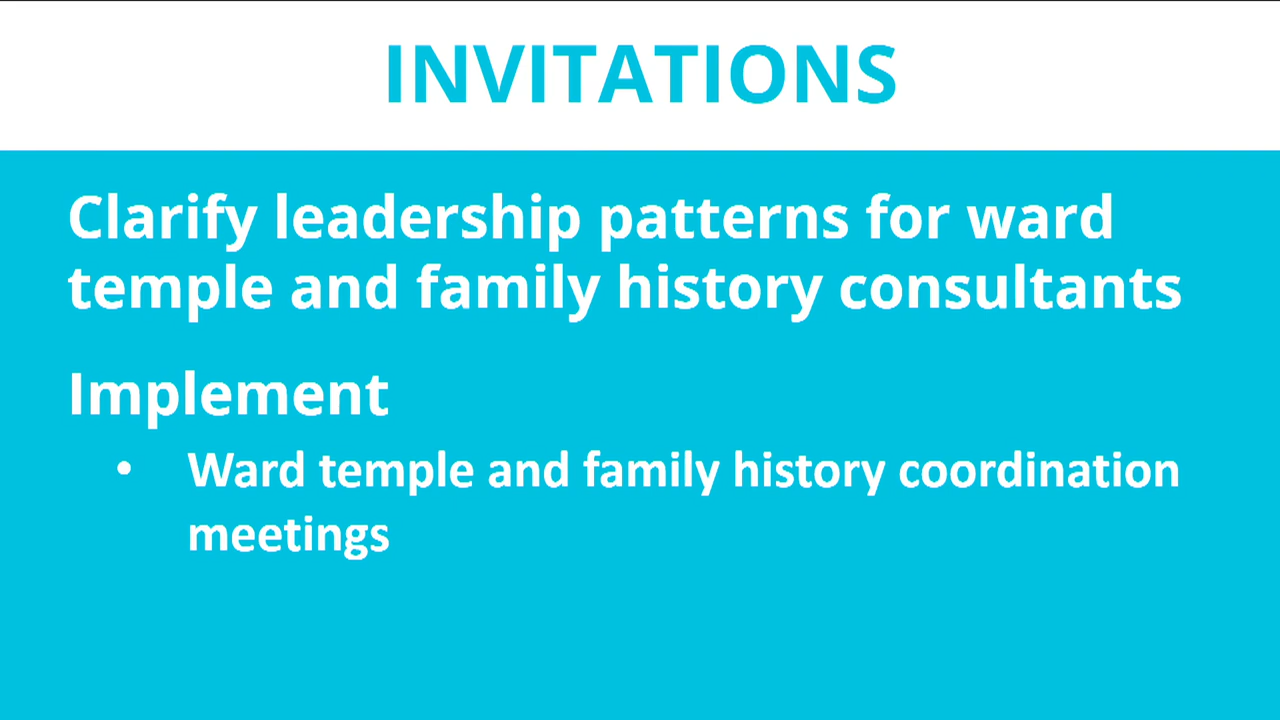 INVITATIONS
Clarify leadership patterns for ward
temple and family history consultants
Implement
• Ward temple and family history coordination
meetings